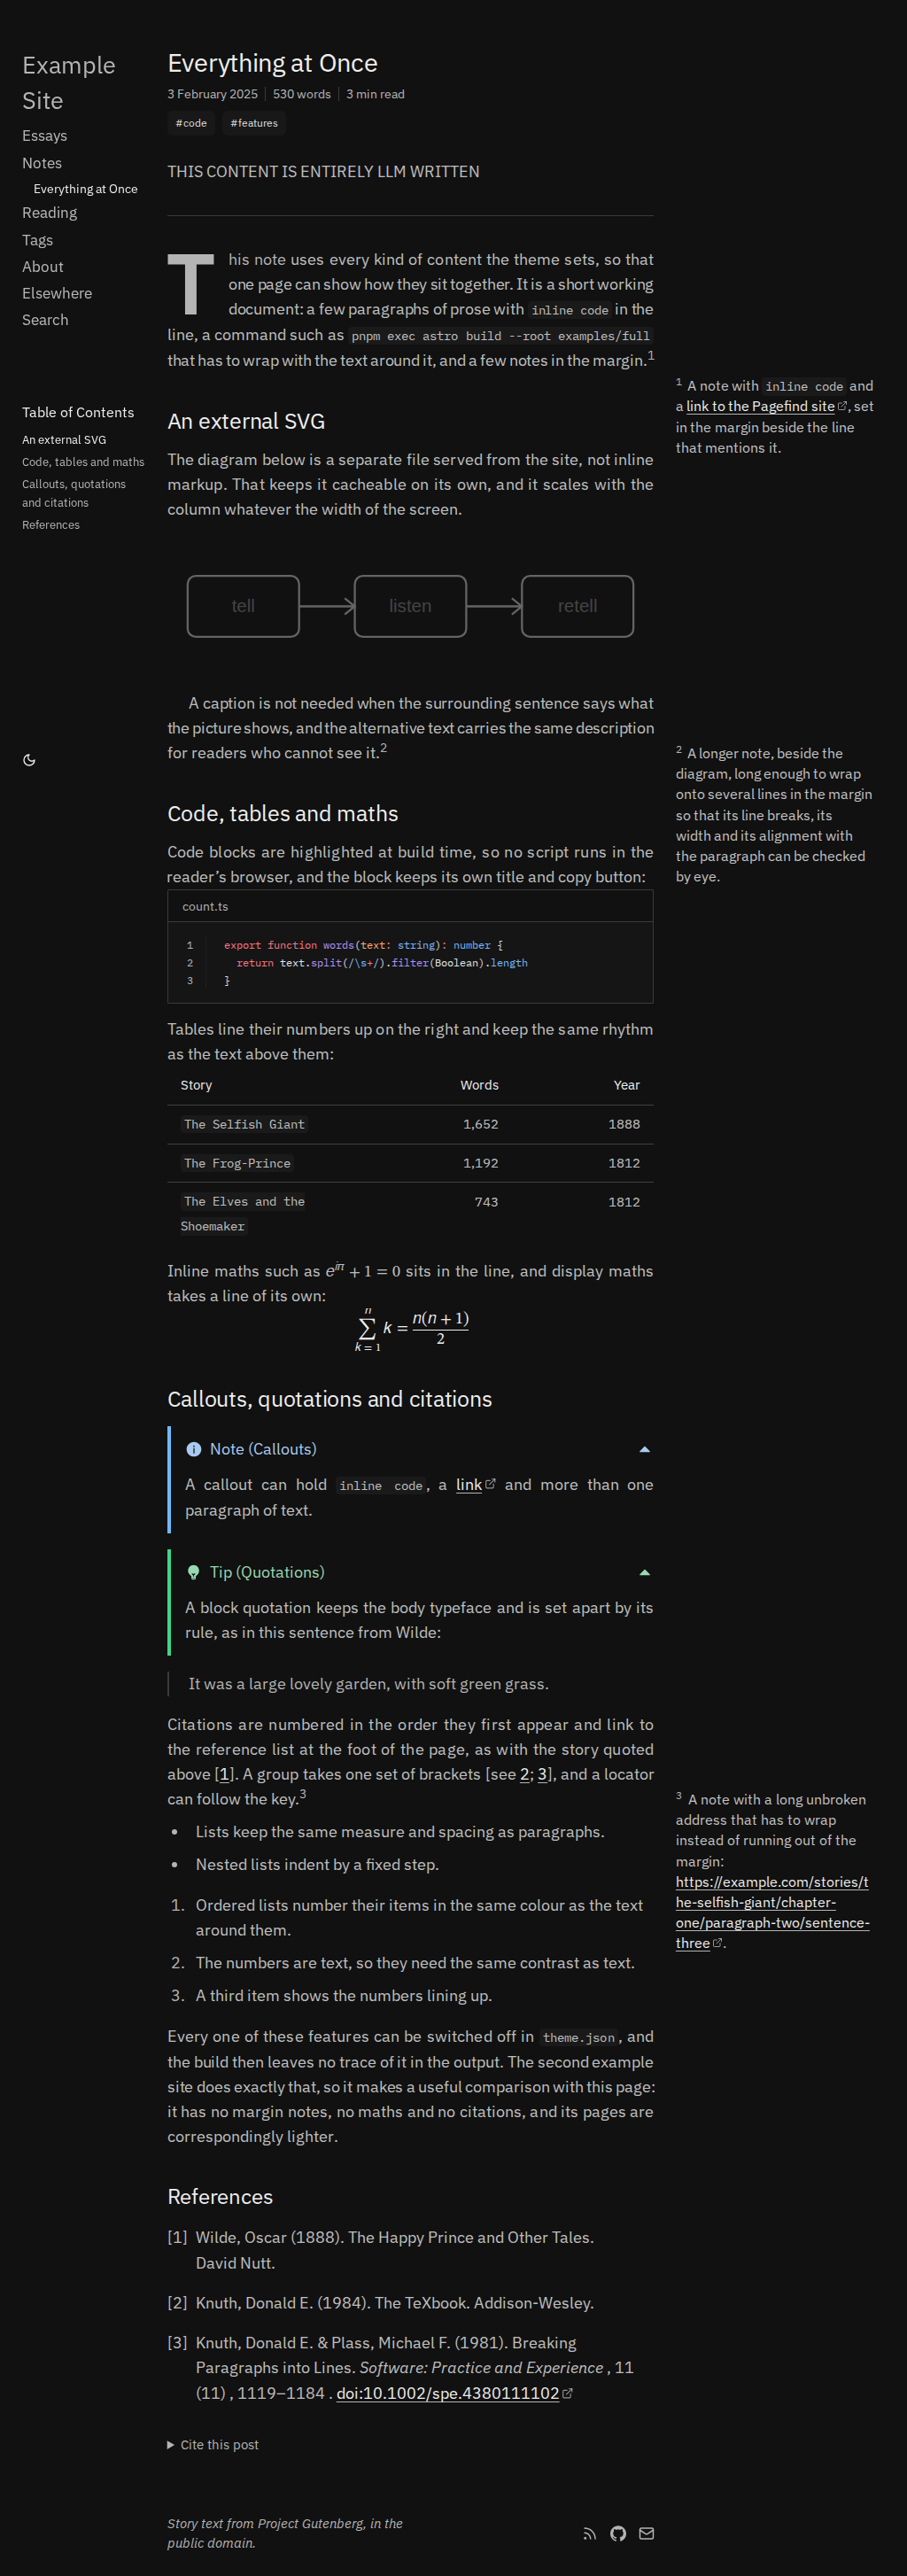 Example
Site
Essays
Notes
Everything at Once
Reading
Tags
About
Elsewhere
Search
Table of Contents
An external SVG
Code, tables and maths
Callouts, quotations
and citations
References
Everything at Once
3 February 2025 530 words 3 min read
#code #features
THIS CONTENT IS ENTIRELY LLM WRITTEN
This note uses every kind of content the theme sets, so that
one page can show how they sit together. It is a short working
document: a few paragraphs of prose with inline code in the
line, a command such as pnpm exec astro build --root examples/full
that has to wrap with the text around it, and a few notes in the margin.1
1 A note with inline code and
a link to the Pagefind site, set
in the margin beside the line
that mentions it.
An external SVG
The diagram below is a separate file served from the site, not inline
markup. That keeps it cacheable on its own, and it scales with the
column whatever the width of the screen.
tell listen retell
A caption is not needed when the surrounding sentence says what
the picture shows, and the alternative text carries the same description
for readers who cannot see it.2
2 A longer note, beside the
diagram, long enough to wrap
onto several lines in the margin
so that its line breaks, its
width and its alignment with
the paragraph can be checked
by eye.
Code, tables and maths
Code blocks are highlighted at build time, so no script runs in the
reader’s browser, and the block keeps its own title and copy button:
count.ts
1 export function words(text: string): number {
2 return text.split(/\s+/).filter(Boolean).length
3 }
Tables line their numbers up on the right and keep the same rhythm
as the text above them:
Story Words Year
The Selfish Giant 1,652 1888
The Frog-Prince 1,192 1812
The Elves and the 743 1812
Shoemaker
Inline maths such as e^{iπ} + 1 = 0 sits in the line, and display maths
takes a line of its own:
n
∑ k = n(n + 1)
k = 1 2
Callouts, quotations and citations
Note (Callouts)
A callout can hold inline code, a link and more than one
paragraph of text.
Tip (Quotations)
A block quotation keeps the body typeface and is set apart by its
rule, as in this sentence from Wilde:
It was a large lovely garden, with soft green grass.
Citations are numbered in the order they first appear and link to
the reference list at the foot of the page, as with the story quoted
above [1]. A group takes one set of brackets [see 2; 3], and a locator
can follow the key.3
3 A note with a long unbroken
address that has to wrap
instead of running out of the
margin:
https://example.com/stories/t
he-selfish-giant/chapter-
one/paragraph-two/sentence-
three.
• Lists keep the same measure and spacing as paragraphs.
• Nested lists indent by a fixed step.
1. Ordered lists number their items in the same colour as the text
around them.
2. The numbers are text, so they need the same contrast as text.
3. A third item shows the numbers lining up.
Every one of these features can be switched off in theme.json, and
the build then leaves no trace of it in the output. The second example
site does exactly that, so it makes a useful comparison with this page:
it has no margin notes, no maths and no citations, and its pages are
correspondingly lighter.
References
[1] Wilde, Oscar (1888). The Happy Prince and Other Tales.
David Nutt.
[2] Knuth, Donald E. (1984). The TeXbook. Addison-Wesley.
[3] Knuth, Donald E. & Plass, Michael F. (1981). Breaking
Paragraphs into Lines. Software: Practice and Experience , 11
(11) , 1119–1184 . doi:10.1002/spe.4380111102
Cite this post
Story text from Project Gutenberg, in the
public domain.